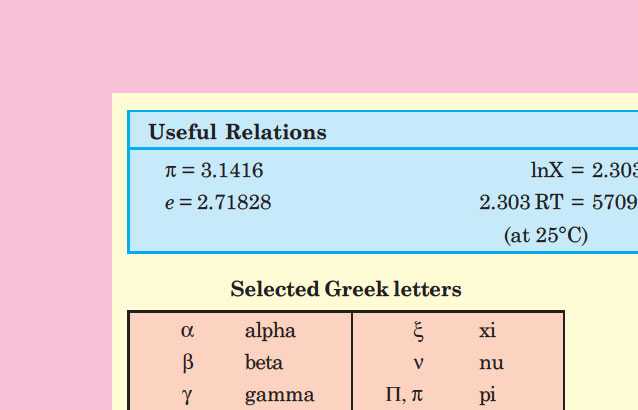 Useful Relations
π = 3.1416 lnX = 2.303
e = 2.71828 2.303 RT = 5709
(at 25°C)
Selected Greek letters
α alpha ξ xi
β beta ν nu
γ gamma Π, π pi